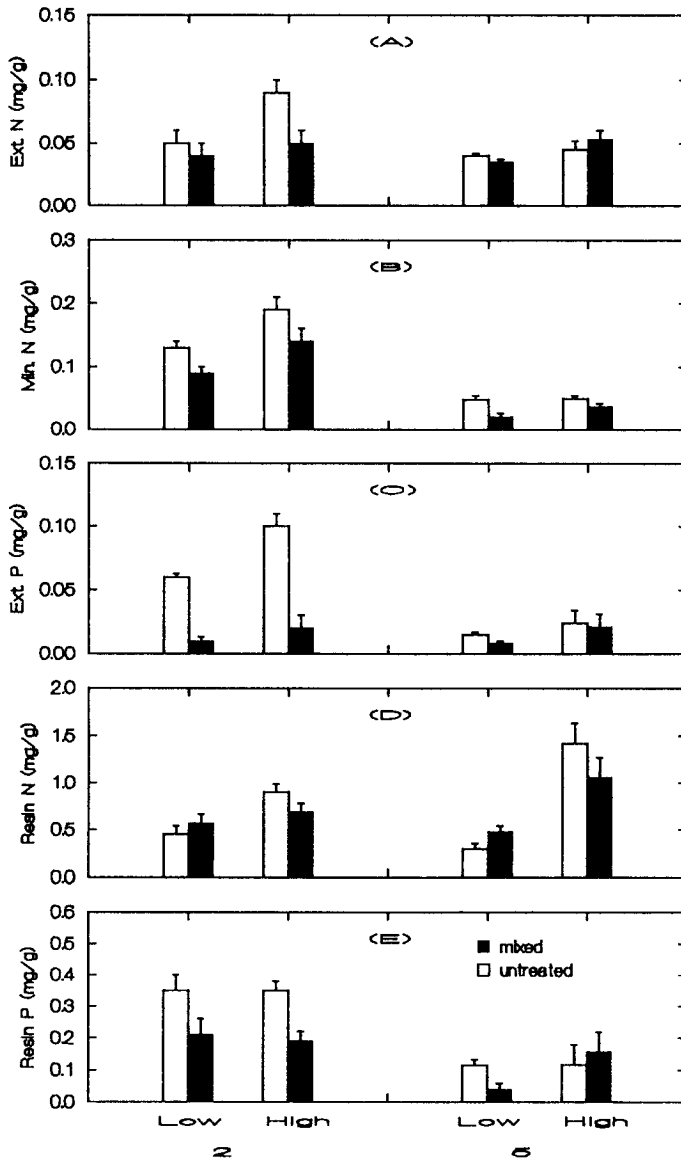 0.15
(A)
0.10
0.05
0.00
Ext. N (mg/g)
0.3
(B)
0.2
0.1
0.0
Min. N (mg/g)
0.15
(C)
0.10
0.05
0.00
Ext. P (mg/g)
2.0
(D)
1.5
1.0
0.5
0.0
Resin N (mg/g)
0.6
(E)
0.5
0.4
0.3
0.2
0.1
0.0
Resin P (mg/g)
mixed
untreated
Low High Low High
2